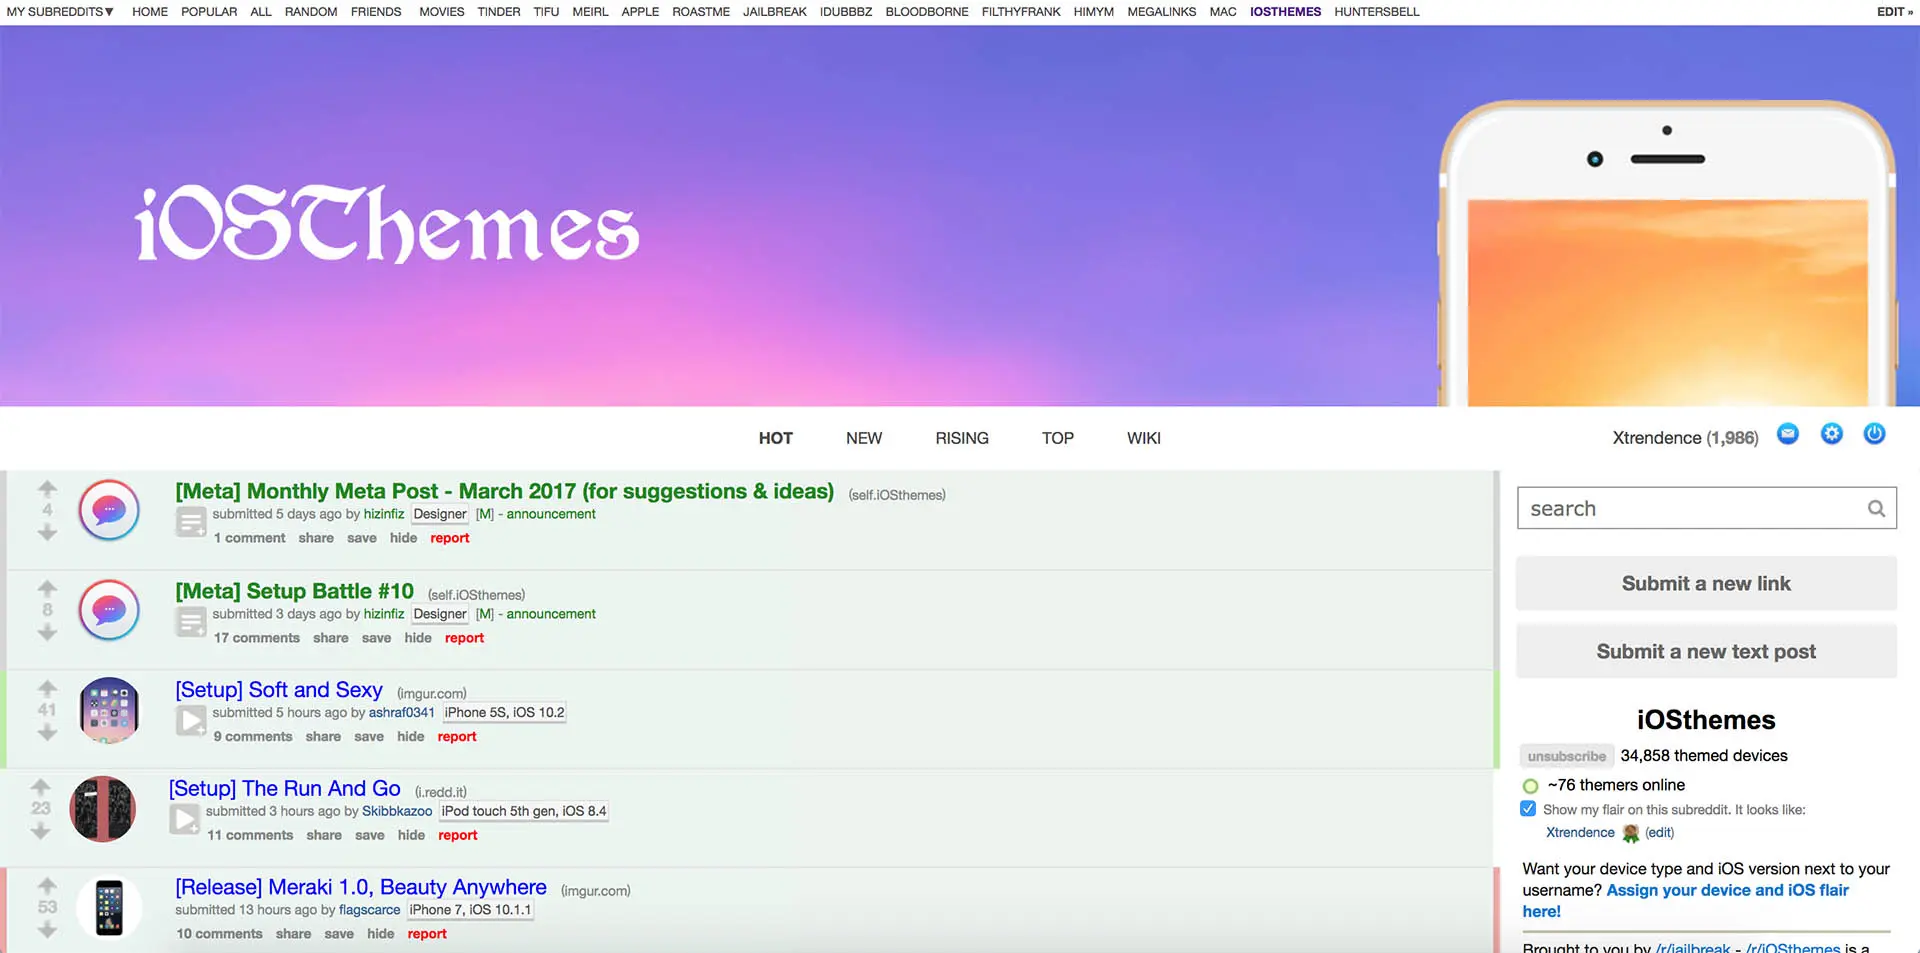 MY SUBREDDITS▼ HOME POPULAR ALL RANDOM FRIENDS MOVIES TINDER TIFU MEIRL APPLE ROASTME JAILBREAK IDUBBBZ BLOODBORNE FILTHYFRANK HIMYM MEGALINKS MAC IOSTHEMES HUNTERSBELL EDIT »
iOSThemes
HOT NEW RISING TOP WIKI
Xtrendence (1,986)
4
[Meta] Monthly Meta Post - March 2017 (for suggestions & ideas) (self.iOSthemes)
submitted 5 days ago by hizinfiz Designer [M] - announcement
1 comment share save hide report
8
[Meta] Setup Battle #10 (self.iOSthemes)
submitted 3 days ago by hizinfiz Designer [M] - announcement
17 comments share save hide report
41
[Setup] Soft and Sexy (imgur.com)
submitted 5 hours ago by ashraf0341 iPhone 5S, iOS 10.2
9 comments share save hide report
23
[Setup] The Run And Go (i.redd.it)
submitted 3 hours ago by Skibbkazoo iPod touch 5th gen, iOS 8.4
11 comments share save hide report
53
[Release] Meraki 1.0, Beauty Anywhere (imgur.com)
submitted 13 hours ago by flagscarce iPhone 7, iOS 10.1.1
10 comments share save hide report
search
Submit a new link
Submit a new text post
iOSthemes
unsubscribe 34,858 themed devices
~76 themers online
Show my flair on this subreddit. It looks like:
Xtrendence (edit)
Want your device type and iOS version next to your
username? Assign your device and iOS flair
here!
Brought to you by /r/jailbreak - /r/iOSthemes is a